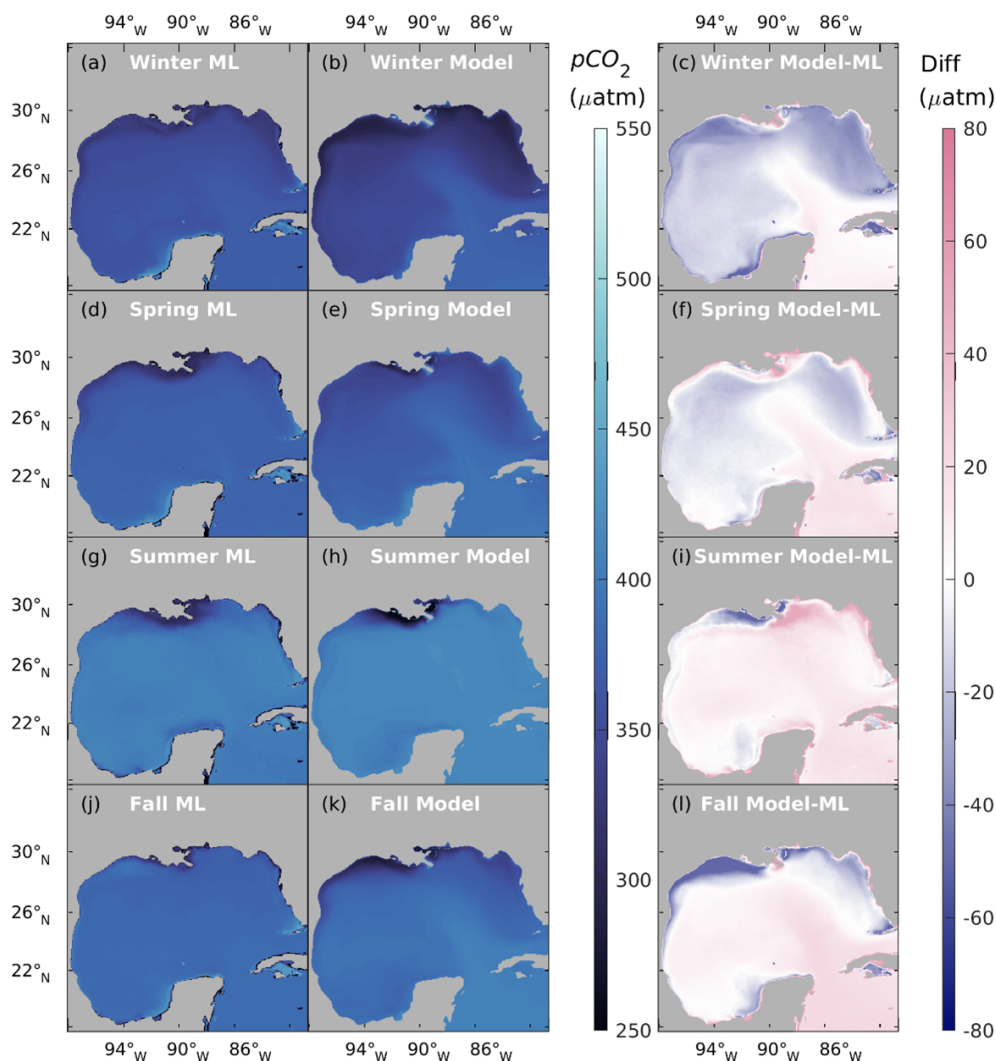 94°W 90°W 86°W 94°W 90°W 86°W 94°W 90°W 86°W
pCO2
(μatm)
Diff
(μatm)
(a) Winter ML
(b) Winter Model
(c) Winter Model-ML
30°N
26°N
22°N
(d) Spring ML
(e) Spring Model
(f) Spring Model-ML
30°N
26°N
22°N
(g) Summer ML
(h) Summer Model
(i) Summer Model-ML
30°N
26°N
22°N
(j) Fall ML
(k) Fall Model
(l) Fall Model-ML
30°N
26°N
22°N
550
500
450
400
350
300
250
80
60
40
20
0
-20
-40
-60
-80
94°W 90°W 86°W 94°W 90°W 86°W 94°W 90°W 86°W